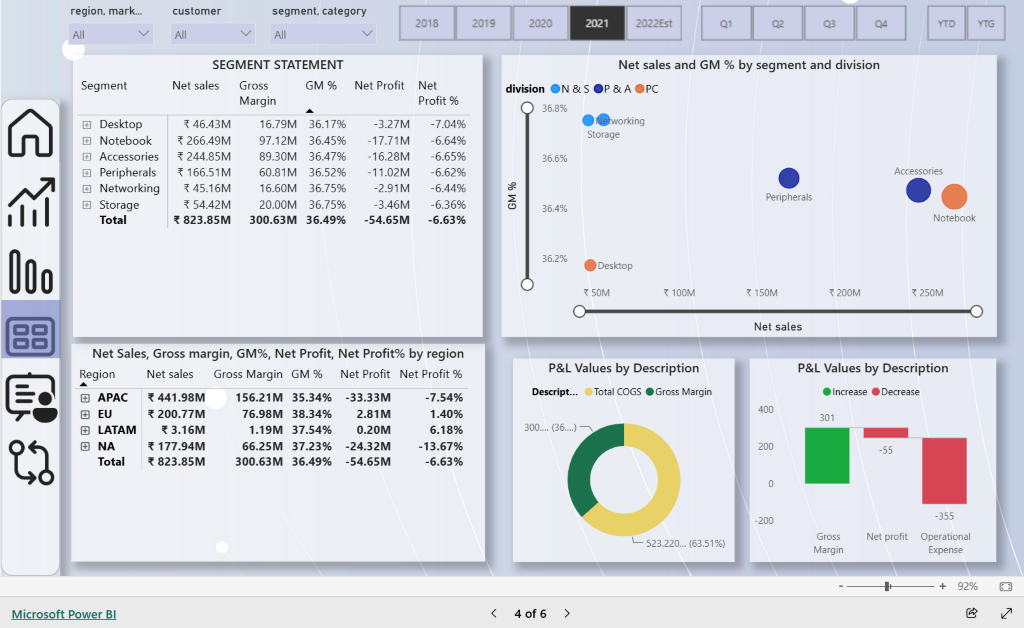 region, mark...
customer
segment, category
All
All
All
2018
2019
2020
2021
2022Est
Q1
Q2
Q3
Q4
YTD
YTG
SEGMENT STATEMENT
Segment Net sales Gross Margin GM % Net Profit Net Profit %
Desktop ₹ 46.43M 16.79M 36.17% -3.27M -7.04%
Notebook ₹ 266.49M 97.12M 36.45% -17.71M -6.64%
Accessories ₹ 244.85M 89.30M 36.47% -16.28M -6.65%
Peripherals ₹ 166.51M 60.81M 36.52% -11.02M -6.62%
Networking ₹ 45.16M 16.60M 36.75% -2.91M -6.44%
Storage ₹ 54.42M 20.00M 36.75% -3.46M -6.36%
Total ₹ 823.85M 300.63M 36.49% -54.65M -6.63%
Net sales and GM % by segment and division
division N & S P & A PC
36.8%
36.6%
36.4%
36.2%
GM %
Networking
Storage
Peripherals
Accessories
Notebook
Desktop
₹ 50M
₹ 100M
₹ 150M
₹ 200M
₹ 250M
Net sales
Net Sales, Gross margin, GM%, Net Profit, Net Profit% by region
Region Net sales Gross Margin GM % Net Profit Net Profit %
APAC ₹ 441.98M 156.21M 35.34% -33.33M -7.54%
EU ₹ 200.77M 76.98M 38.34% 2.81M 1.40%
LATAM ₹ 3.16M 1.19M 37.54% 0.20M 6.18%
NA ₹ 177.94M 66.25M 37.23% -24.32M -13.67%
Total ₹ 823.85M 300.63M 36.49% -54.65M -6.63%
P&L Values by Description
Descript... Total COGS Gross Margin
300.... (36....)
523.220... (63.51%)
P&L Values by Description
Increase Decrease
400
200
0
-200
301
-55
-355
Gross Margin
Net profit
Operational Expense
- + 92%
Microsoft Power BI
4 of 6